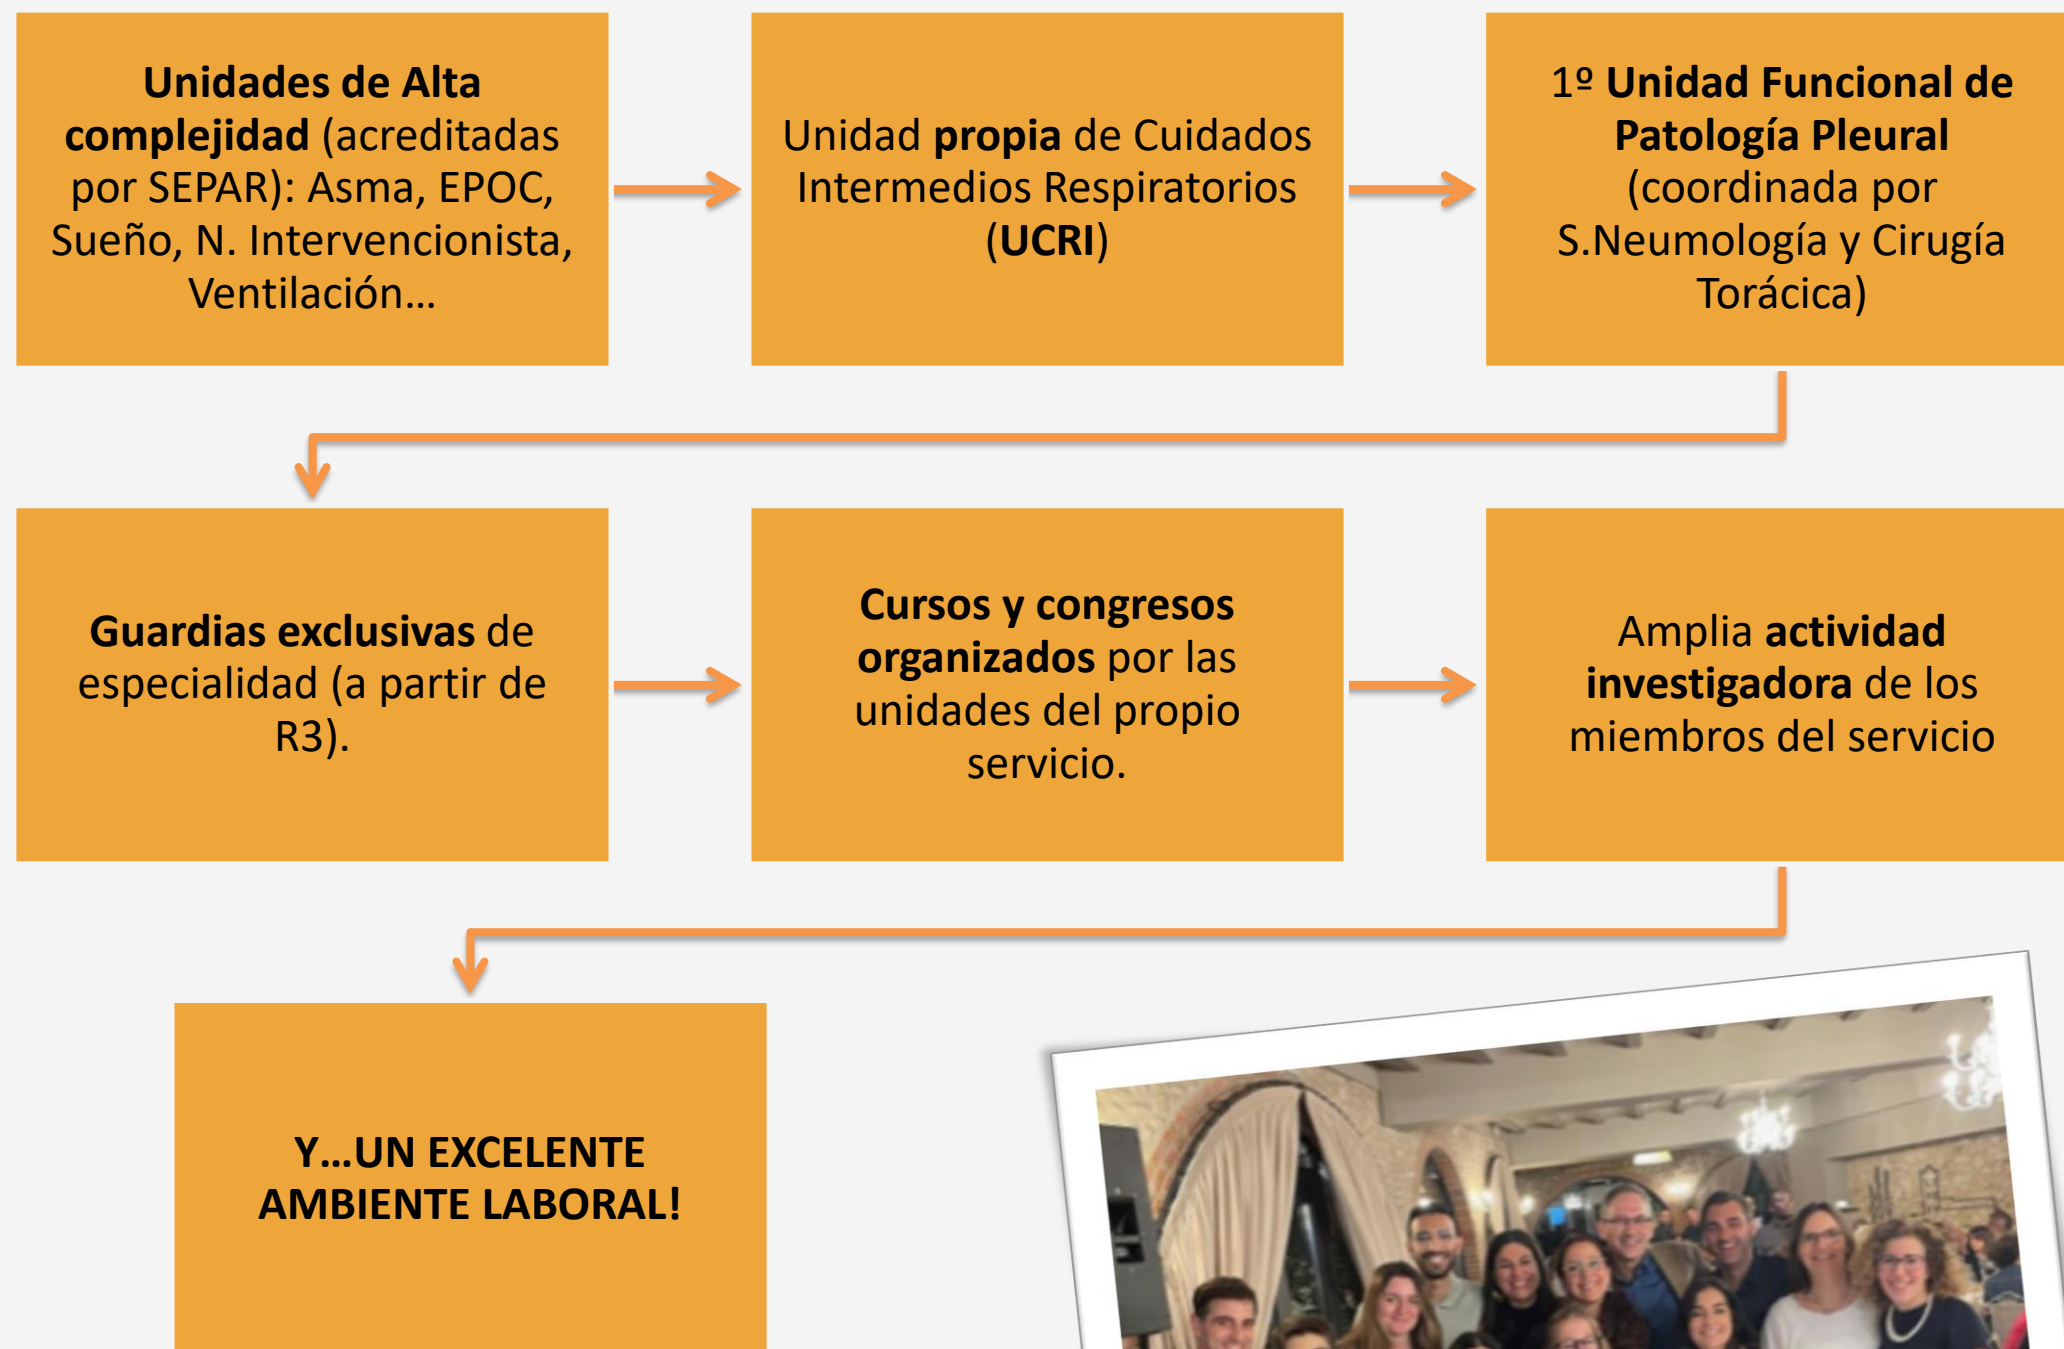 Unidades de Alta
complejidad (acreditadas
por SEPAR): Asma, EPOC,
Sueño, N. Intervencionista,
Ventilación...
Unidad propia de Cuidados
Intermedios Respiratorios
(UCRI)
1º Unidad Funcional de
Patología Pleural
(coordinada por
S.Neumología y Cirugía
Torácica)
Guardias exclusivas de
especialidad (a partir de
R3).
Cursos y congresos
organizados por las
unidades del propio
servicio.
Amplia actividad
investigadora de los
miembros del servicio
Y...UN EXCELENTE
AMBIENTE LABORAL!